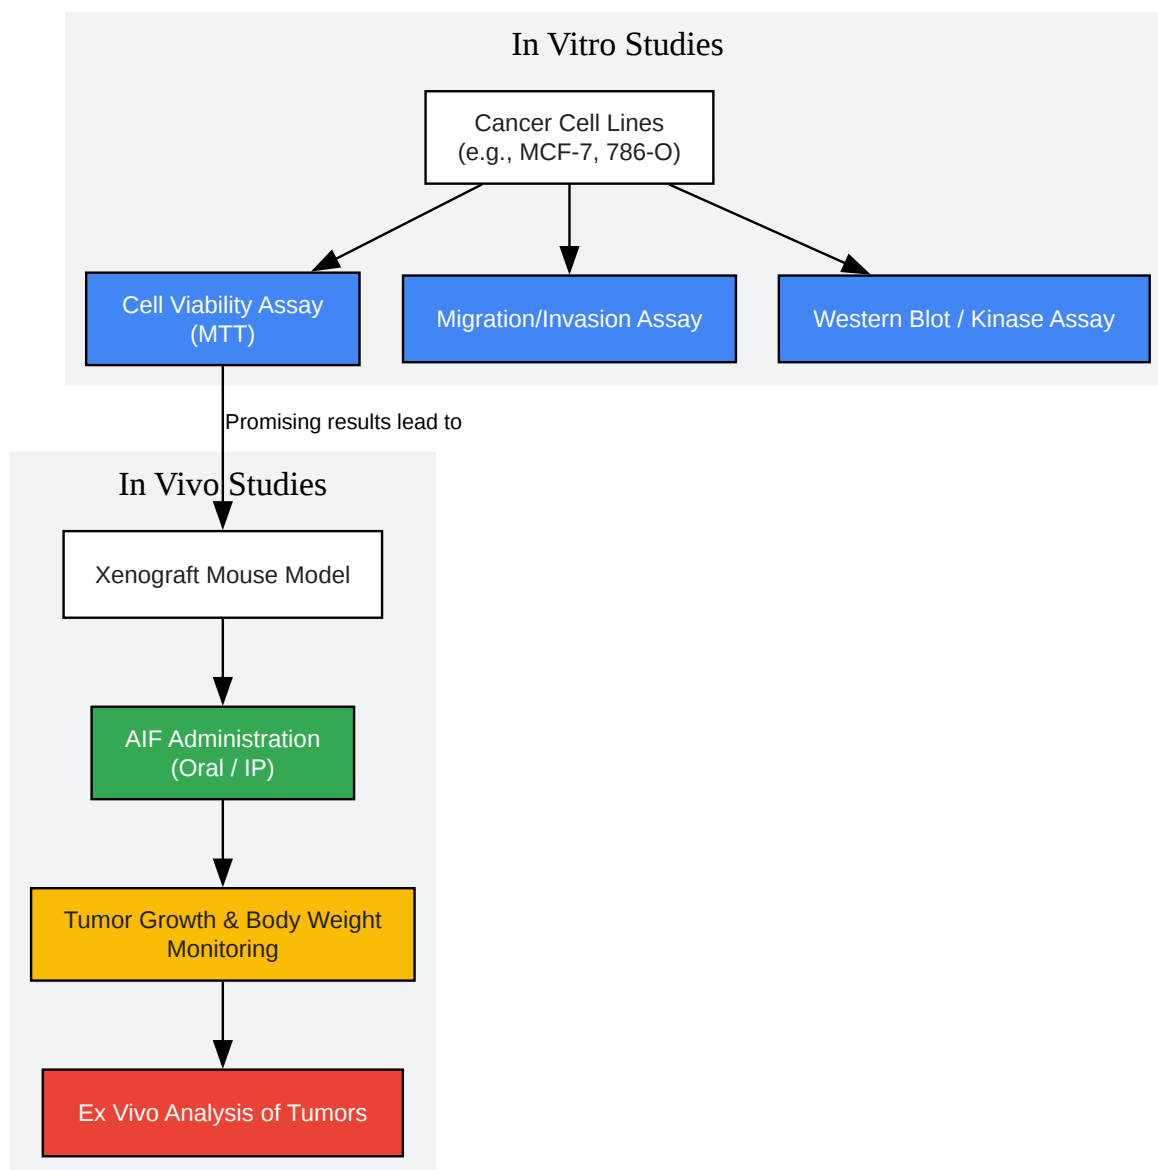 In Vitro Studies
Cancer Cell Lines
(e.g., MCF-7, 786-O)
Cell Viability Assay
(MTT)
Migration/Invasion Assay
Western Blot / Kinase Assay
Promising results lead to
In Vivo Studies
Xenograft Mouse Model
AIF Administration
(Oral / IP)
Tumor Growth & Body Weight
Monitoring
Ex Vivo Analysis of Tumors